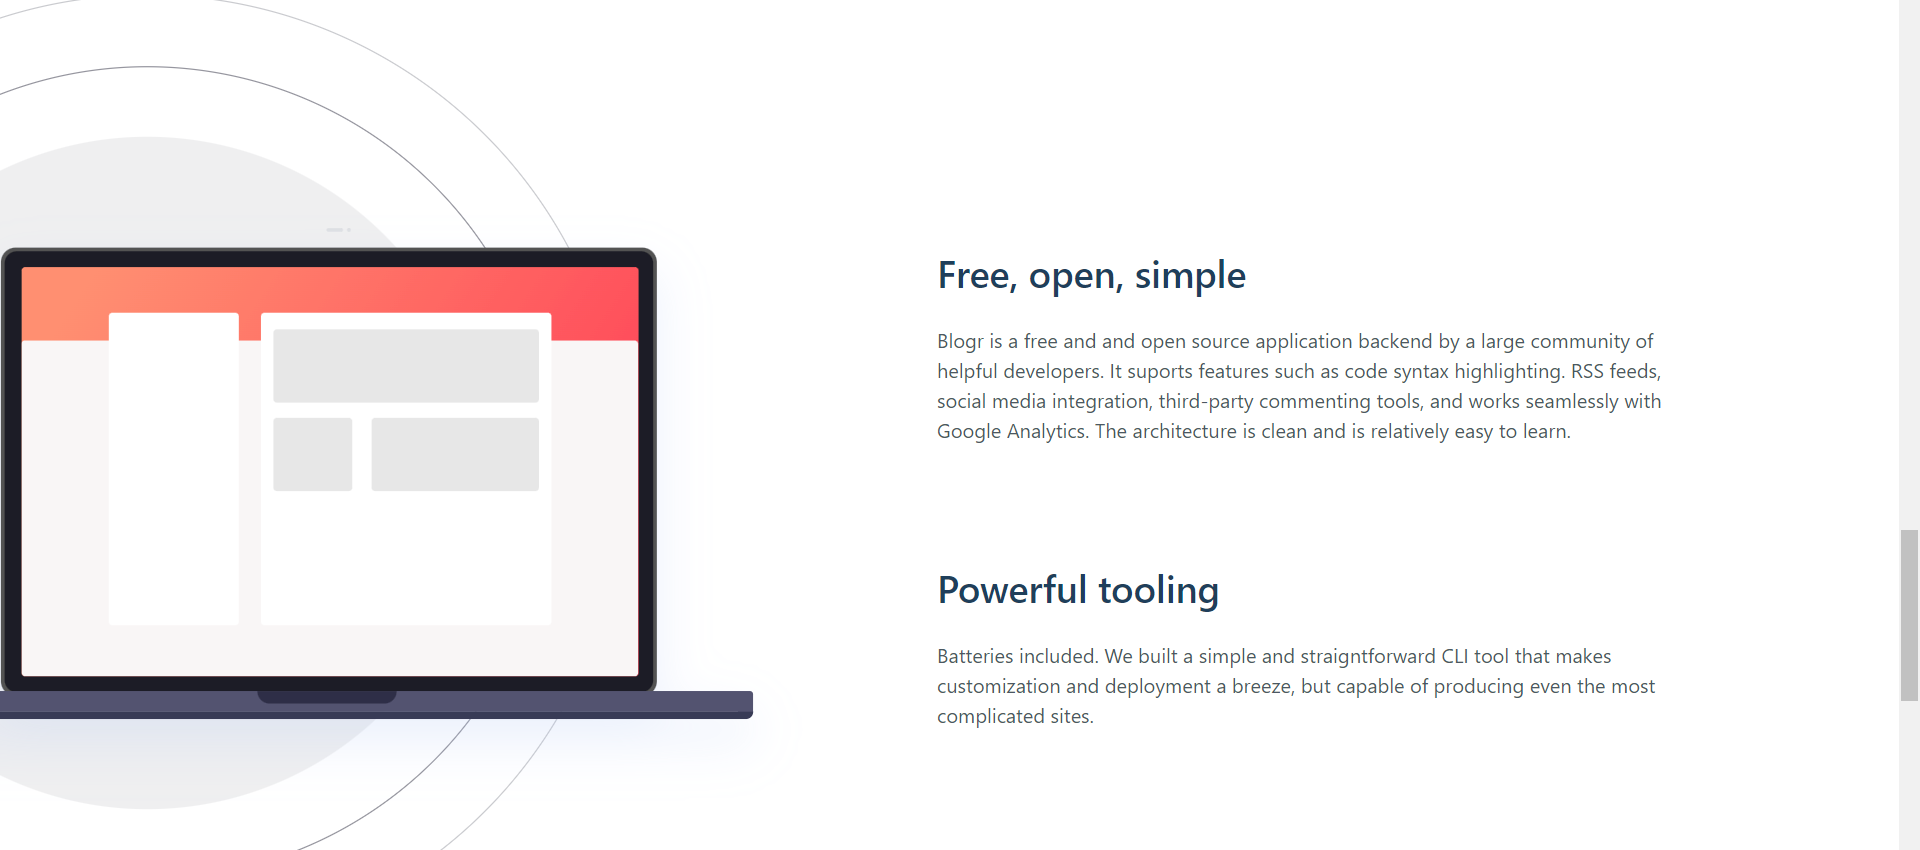 Free, open, simple
Blogr is a free and and open source application backend by a large community of
helpful developers. It suports features such as code syntax highlighting. RSS feeds,
social media integration, third-party commenting tools, and works seamlessly with
Google Analytics. The architecture is clean and is relatively easy to learn.
Powerful tooling
Batteries included. We built a simple and straigntforward CLI tool that makes
customization and deployment a breeze, but capable of producing even the most
complicated sites.